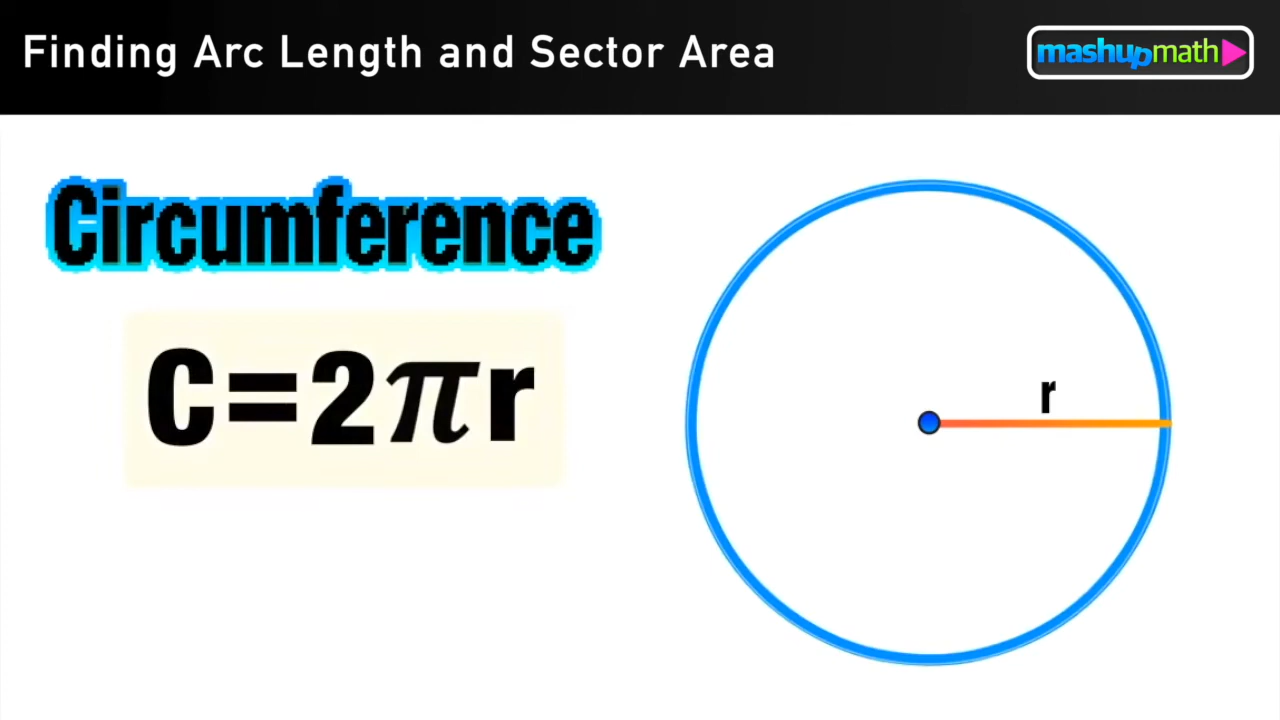 Finding Arc Length and Sector Area
mashupmath
Circumference
C=2πr
r